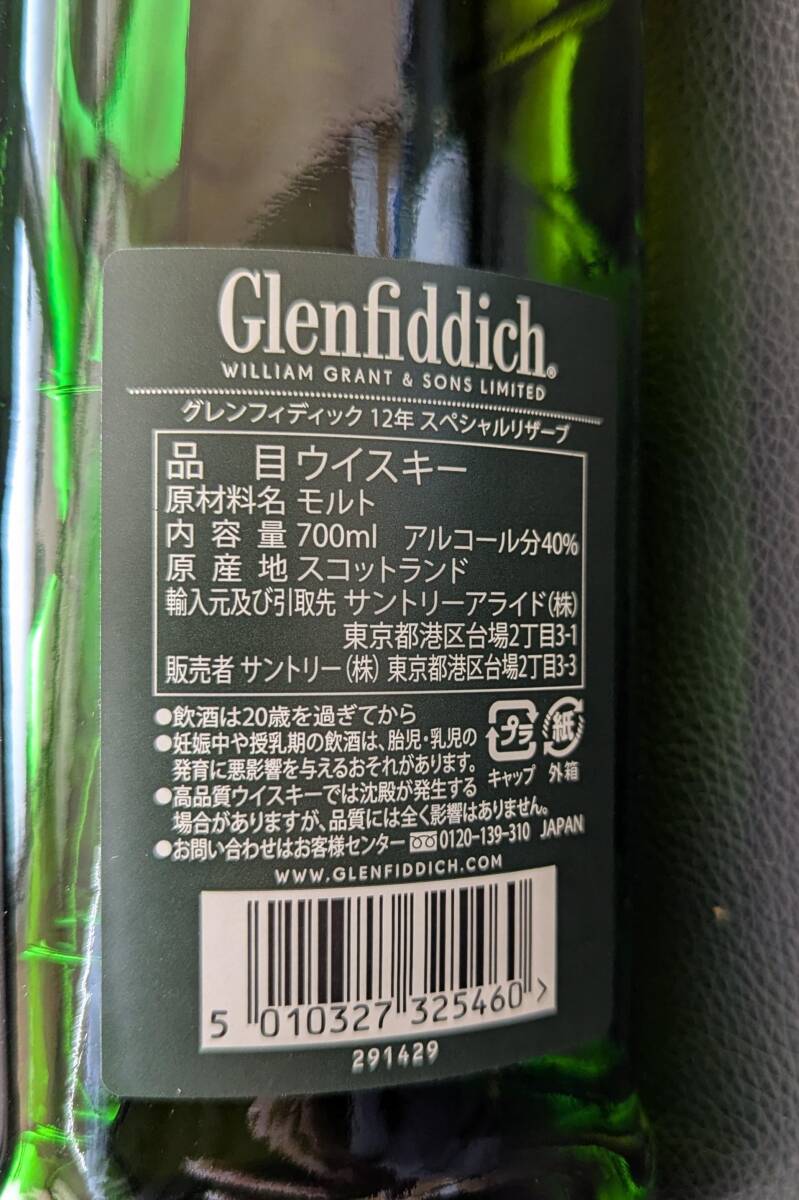 Glenfiddich®
WILLIAM GRANT & SONS LIMITED
グレンフィディック 12年 スペシャルリザーブ
品 目 ウイスキー
原材料名 モルト
内容量 700ml アルコール分40%
原産地 スコットランド
輸入元及び引取先 サントリーアライド(株)
東京都港区台場2丁目3-1
販売者 サントリー(株) 東京都港区台場2丁目3-3
●飲酒は20歳を過ぎてから
●妊娠中や授乳期の飲酒は、胎児・乳児の
発育に悪影響を与えるおそれがあります。
プラ キャップ
紙 外箱
●高品質ウイスキーでは沈殿が発生する
場合がありますが、品質には全く影響はありません。
●お問い合わせはお客様センター 0120-139-310 JAPAN
WWW.GLENFIDDICH.COM
5 010327 325460 >
291429